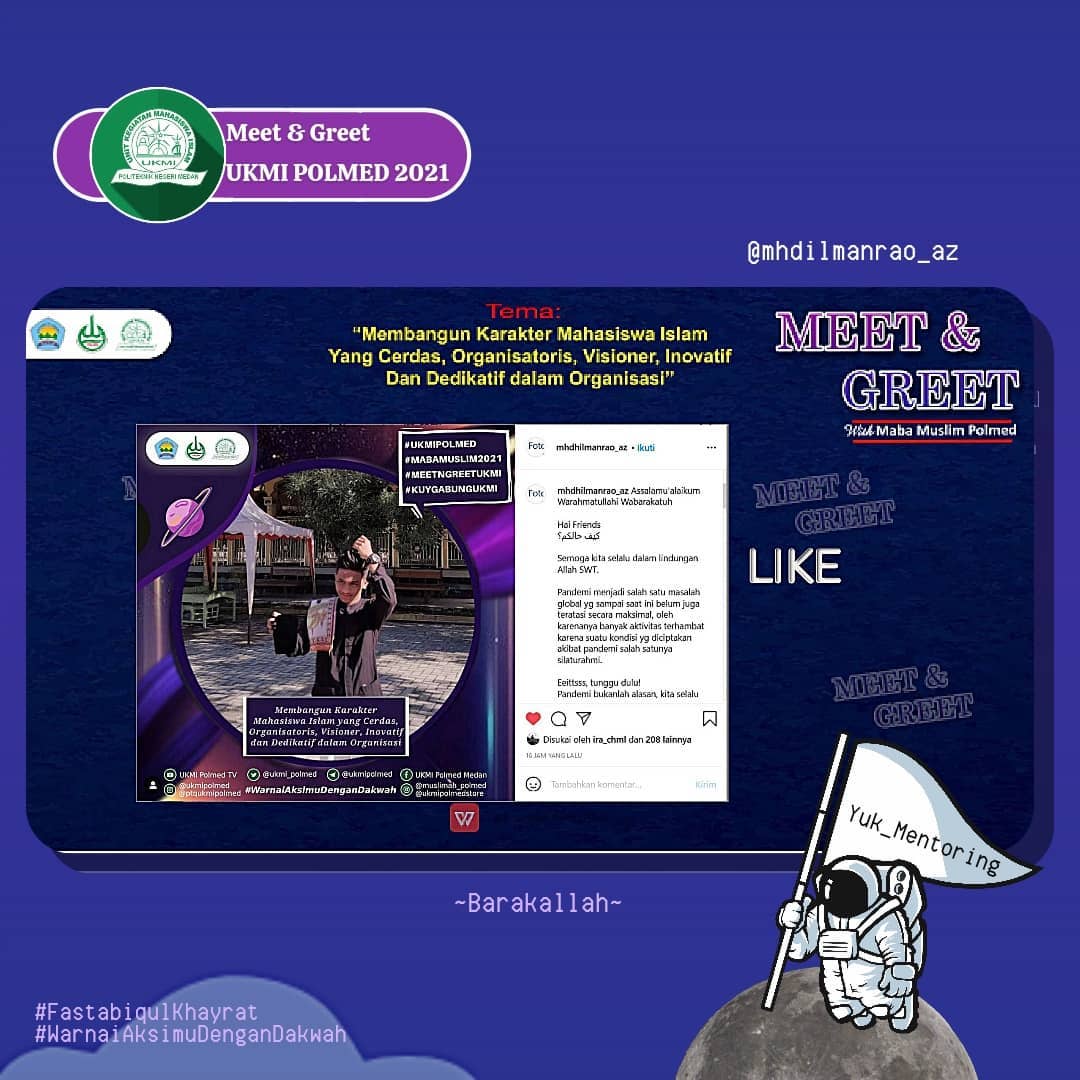 Meet & Greet
UKMI POLMED 2021
UNIT KEGIATAN MAHASISWA ISLAM
UKMI
POLITEKNIK NEGERI MEDAN
@mhdilmanrao_az
Tema:
“Membangun Karakter Mahasiswa Islam
Yang Cerdas, Organisatoris, Visioner, Inovatif
Dan Dedikatif dalam Organisasi”
MEET &
GREET
With Maba Muslim Polmed
#UKMIPOLMED
#MABAMUSLIM2021
#MEETNGREETUKMI
#KUYGABUNGUKMI
Membangun Karakter
Mahasiswa Islam yang Cerdas,
Organisatoris, Visioner, Inovatif
dan Dedikatif dalam Organisasi
UKMI Polmed TV @ukmi_polmed @ukmipolmed UKMI Polmed Medan
@ukmipolmed @muslimah_polmed
@ptqukmipolmed #WarnaiAksimuDenganDakwah @ukmipolmedstore
Foto mhdhilmanrao_az • Ikuti
Foto mhdhilmanrao_az Assalamu'alaikum
Warahmatullahi Wabarakatuh
Hai Friends
كيف حالكم؟
Semoga kita selalu dalam lindungan
Allah SWT.
Pandemi menjadi salah satu masalah
global yg sampai saat ini belum juga
teratasi secara maksimal, oleh
karenanya banyak aktivitas terhambat
karena suatu kondisi yg diciptakan
akibat pandemi salah satunya
silaturahmi.
Eeittsss, tunggu dulu!
Pandemi bukanlah alasan, kita selalu
Disukai oleh ira_chml dan 208 lainnya
16 JAM YANG LALU
Tambahkan komentar... Kirim
MEET &
GREET
LIKE
MEET &
GREET
W
Yuk_Mentoring
~Barakallah~
#FastabiqulKhayrat
#WarnaiAksimuDenganDakwah